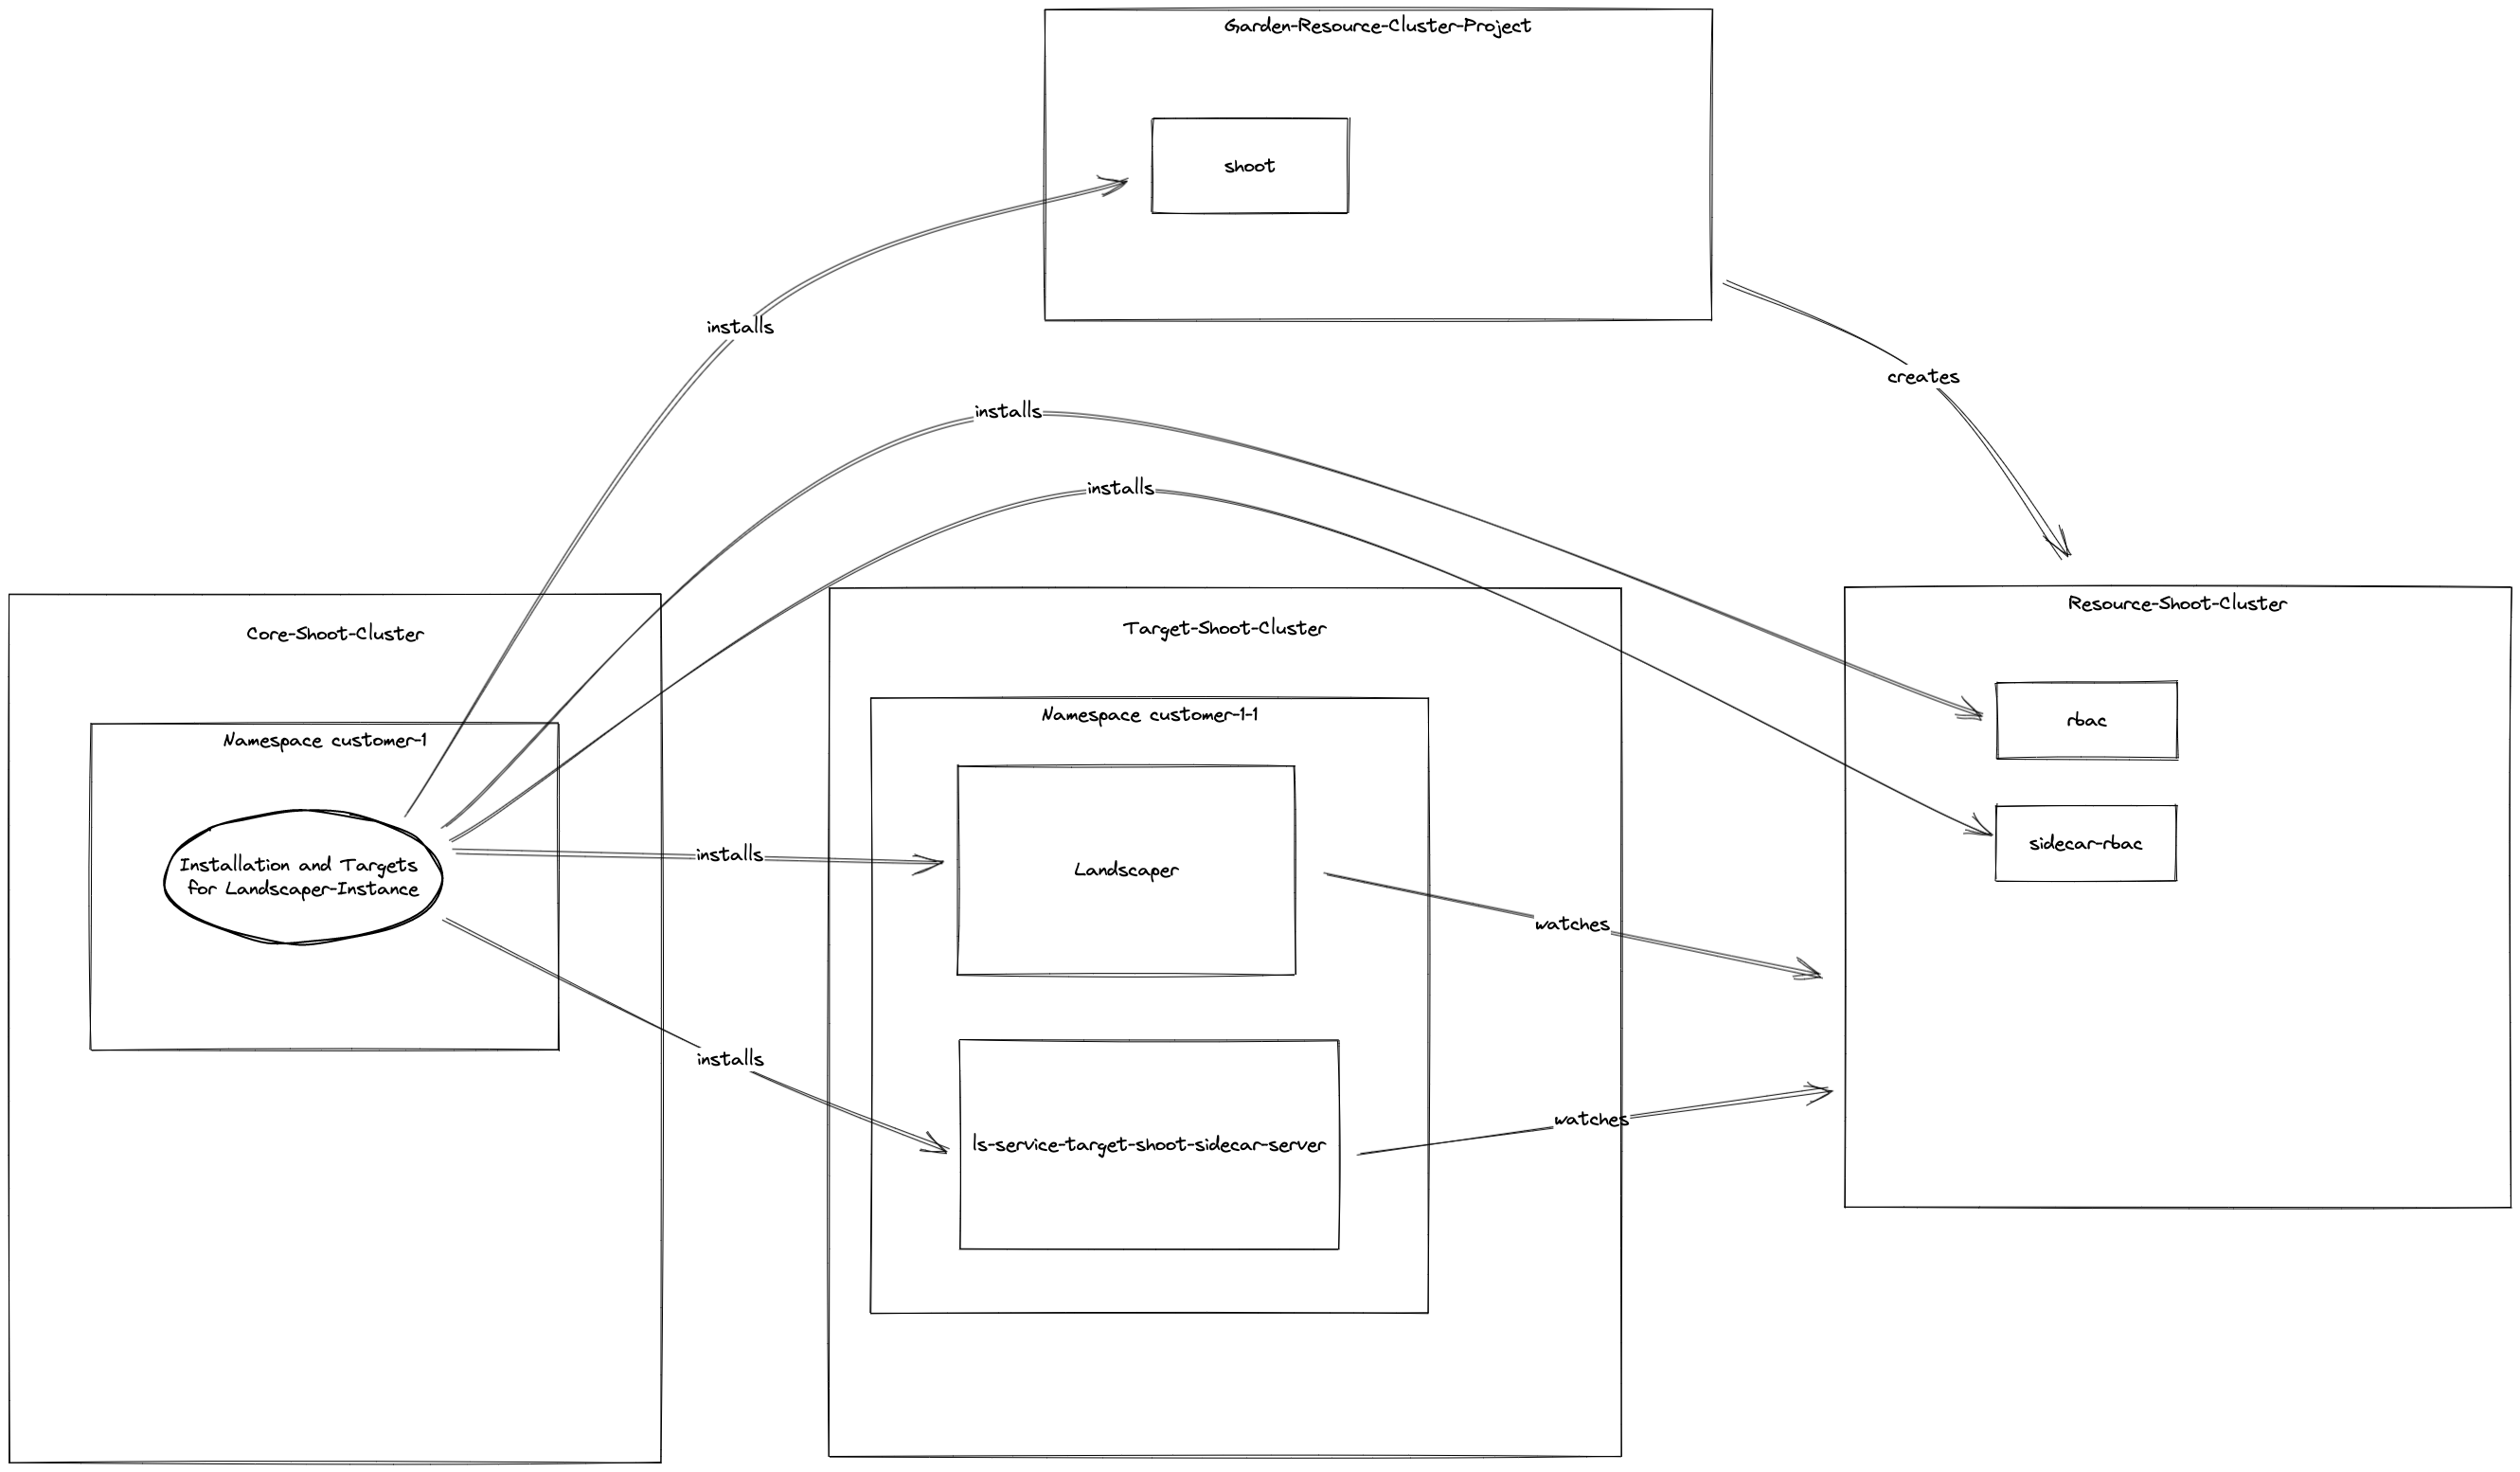 Garden-Resource-Cluster-Project
shoot
installs
creates
installs
installs
Core-Shoot-Cluster
Namespace customer-1
Installation and Targets
for Landscaper-Instance
installs
installs
Target-Shoot-Cluster
Namespace customer-1-1
Landscaper
ls-service-target-shoot-sidecar-server
watches
watches
Resource-Shoot-Cluster
rbac
sidecar-rbac